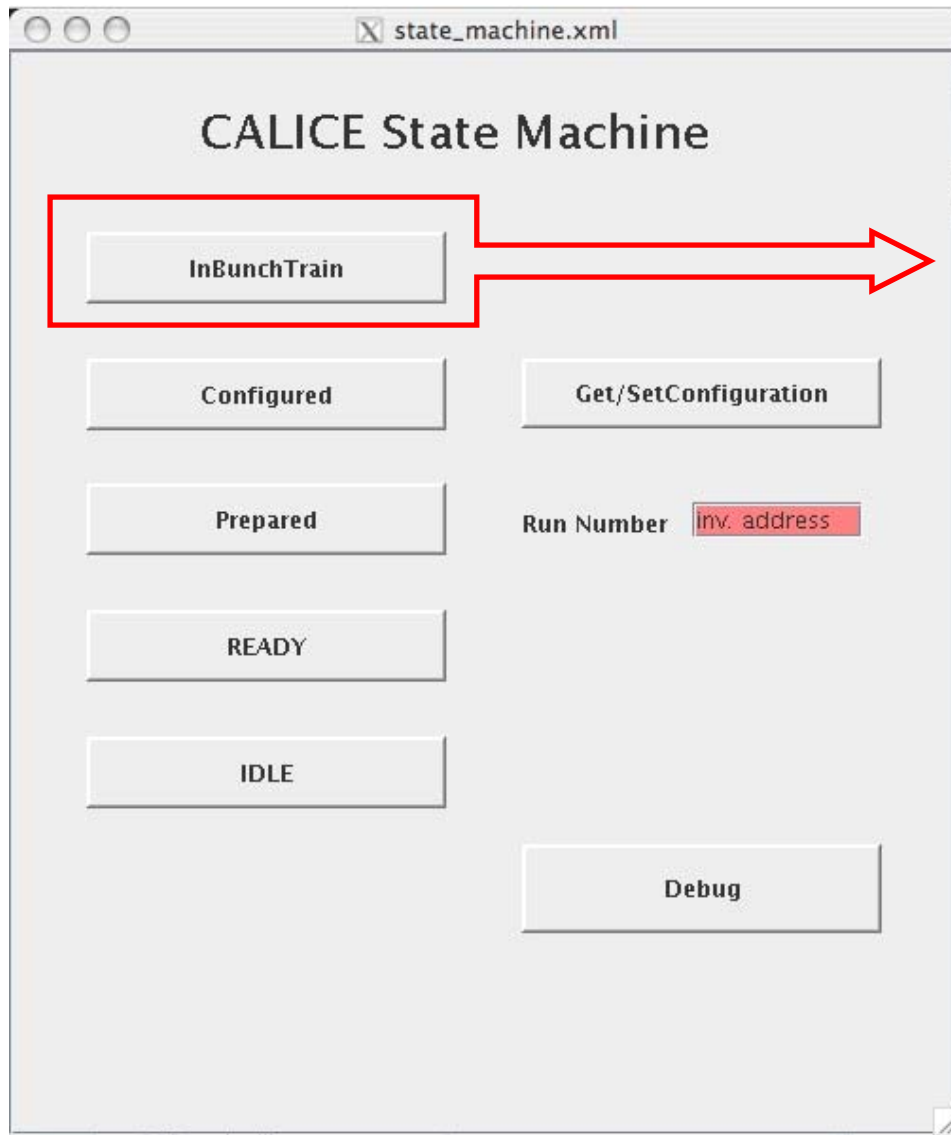 state_machine.xml
CALICE State Machine
InBunchTrain
Configured
Get/SetConfiguration
Prepared
Run Number inv. address
READY
IDLE
Debug